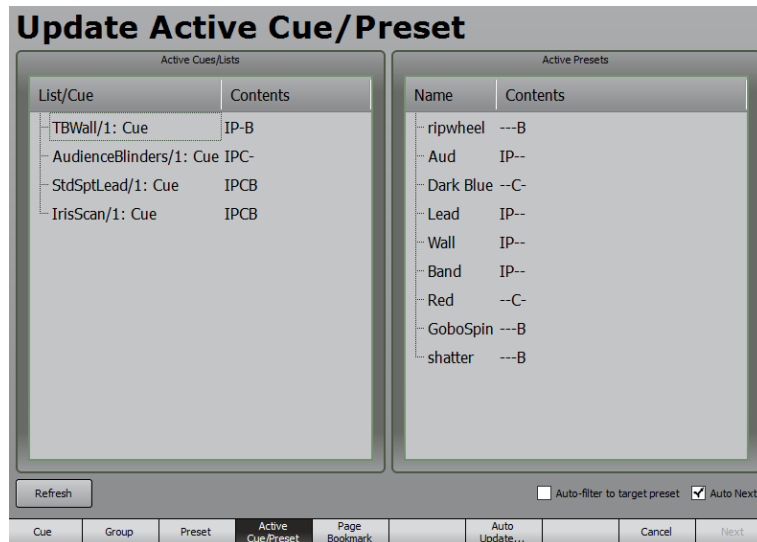 Update Active Cue/Preset
Active Cues/Lists
List/Cue Contents
TBWall/1: Cue IP-B
AudienceBlinders/1: Cue IPC-
StdSptLead/1: Cue IPCB
IrisScan/1: Cue IPCB
Active Presets
Name Contents
ripwheel ---B
Aud IP--
Dark Blue --C-
Lead IP--
Wall IP--
Band IP--
Red --C-
GoboSpin ---B
shatter ---B
Refresh
Auto-filter to target preset Auto Next
Cue Group Preset Active Cue/Preset Page Bookmark Auto Update... Cancel Next